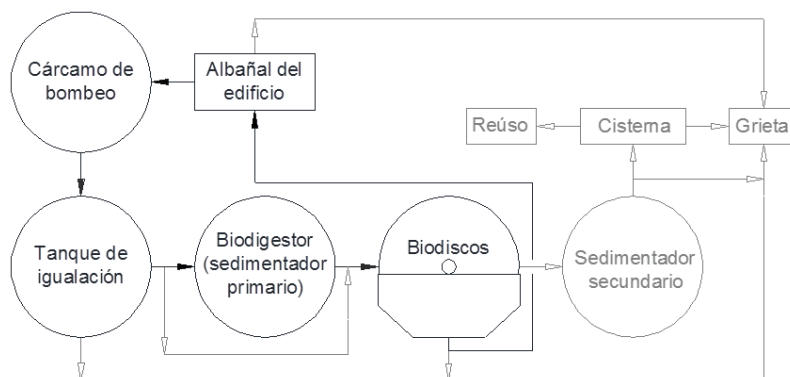 Cárcamo de
bombeo
Albañal del
edificio
Reúso
Cisterna
Grieta
Tanque de
igualación
Biodigestor
(sedimentador
primario)
Biodiscos
Sedimentador
secundario